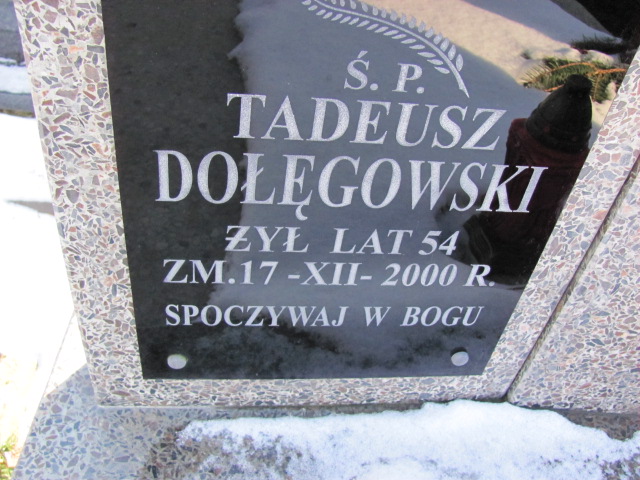 Ś. P.
TADEUSZ
DOŁĘGOWSKI
ŻYŁ LAT 54
ZM.17 -XII- 2000 R.
SPOCZYWAJ W BOGU